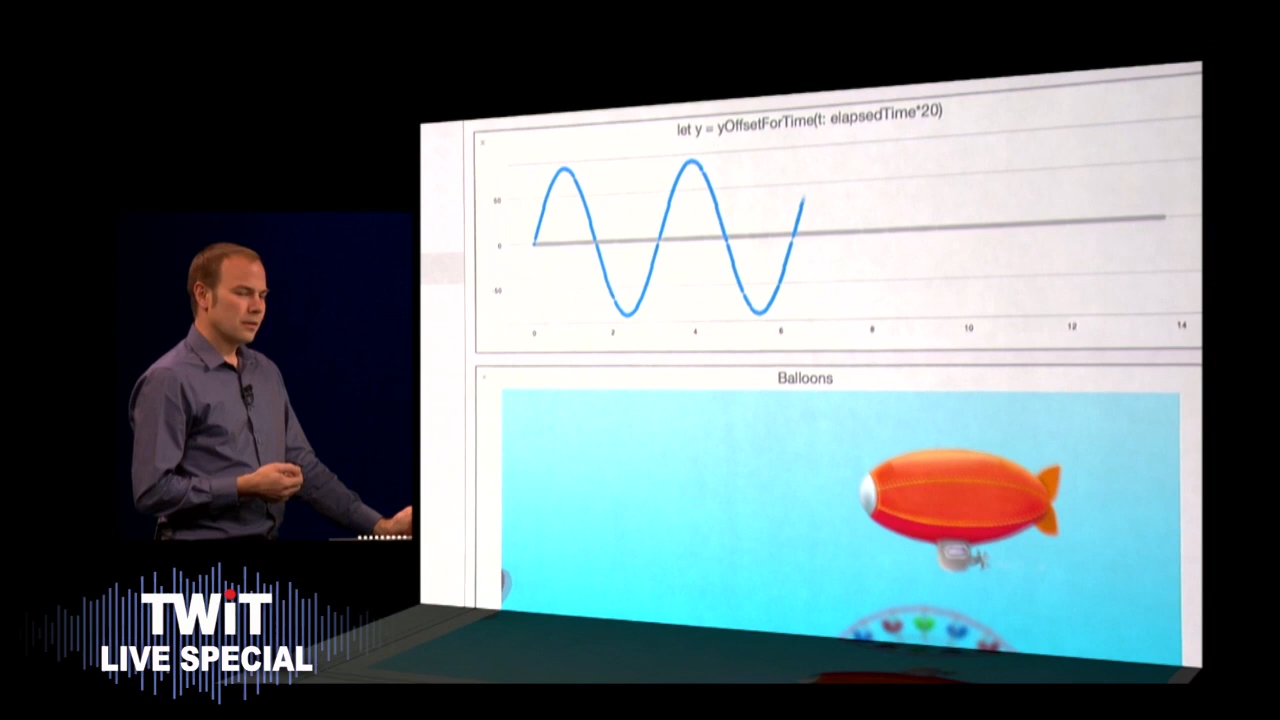 let y = yOffsetForTime(t: elapsedTime*20)
50
0
-50
0 2 4 6 8 10 12 14
Balloons
TWiT
LIVE SPECIAL